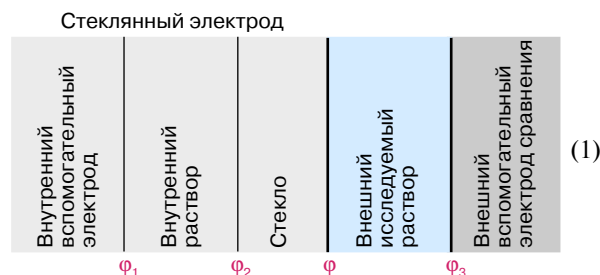 Стеклянный электрод
Внутренний
вспомогательный
электрод
Внутренний
раствор
Стекло
Внешний
исследуемый
раствор
Внешний
вспомогательный
электрод сравнения
(1)
φ₁ φ₂ φ φ₃